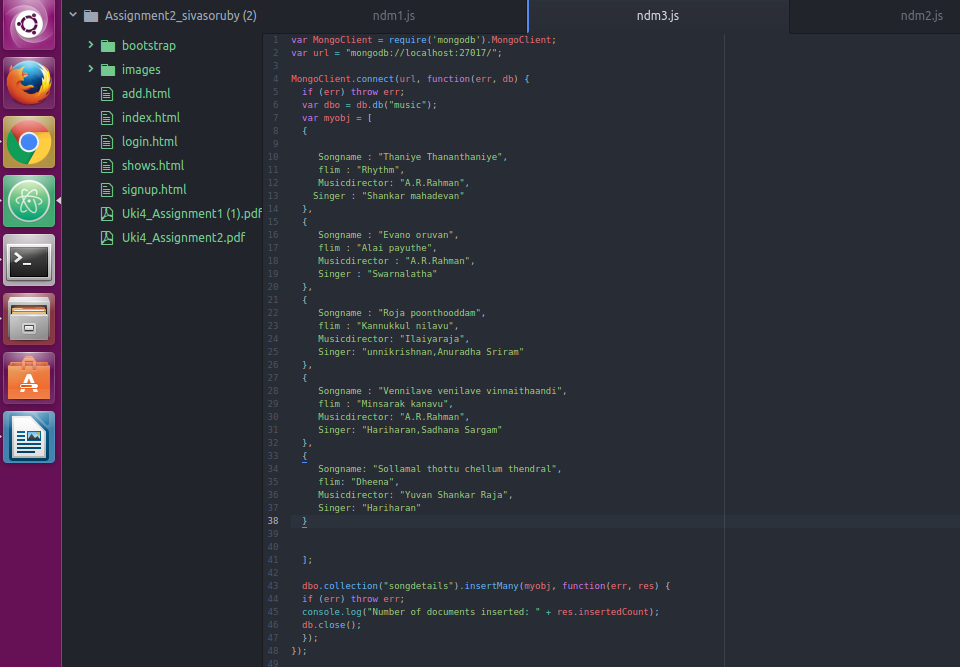 Assignment2_sivasoruby (2)
bootstrap
images
add.html
index.html
login.html
shows.html
signup.html
Uki4_Assignment1 (1).pdf
Uki4_Assignment2.pdf
ndm1.js
ndm3.js
ndm2.js
1 var MongoClient = require('mongodb').MongoClient;
2 var url = "mongodb://localhost:27017/";
3
4 MongoClient.connect(url, function(err, db) {
5 if (err) throw err;
6 var dbo = db.db("music");
7 var myobj = [
8 {
9
10 Songname : "Thaniye Thananthaniye",
11 flim : "Rhythm",
12 Musicdirector: "A.R.Rahman",
13 Singer : "Shankar mahadevan"
14 },
15 {
16 Songname : "Evano oruvan",
17 flim : "Alai payuthe",
18 Musicdirector : "A.R.Rahman",
19 Singer : "Swarnalatha"
20 },
21 {
22 Songname : "Roja poonthooddam",
23 flim : "Kannukkul nilavu",
24 Musicdirector: "Ilaiyaraja",
25 Singer: "unnikrishnan,Anuradha Sriram"
26 },
27 {
28 Songname : "Vennilave venilave vinnaithaandi",
29 flim : "Minsarak kanavu",
30 Musicdirector: "A.R.Rahman",
31 Singer: "Hariharan,Sadhana Sargam"
32 },
33 {
34 Songname: "Sollamal thottu chellum thendral",
35 flim: "Dheena",
36 Musicdirector: "Yuvan Shankar Raja",
37 Singer: "Hariharan"
38 }
39
40
41 ];
42
43 dbo.collection("songdetails").insertMany(myobj, function(err, res) {
44 if (err) throw err;
45 console.log("Number of documents inserted: " + res.insertedCount);
46 db.close();
47 });
48 });
49